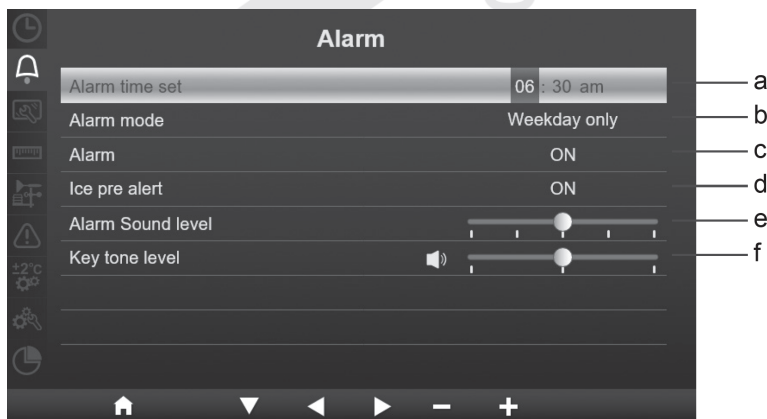 Alarm
Alarm time set 06 : 30 am a
Alarm mode Weekday only b
Alarm ON c
Ice pre alert ON d
Alarm Sound level e
Key tone level f
±2°C